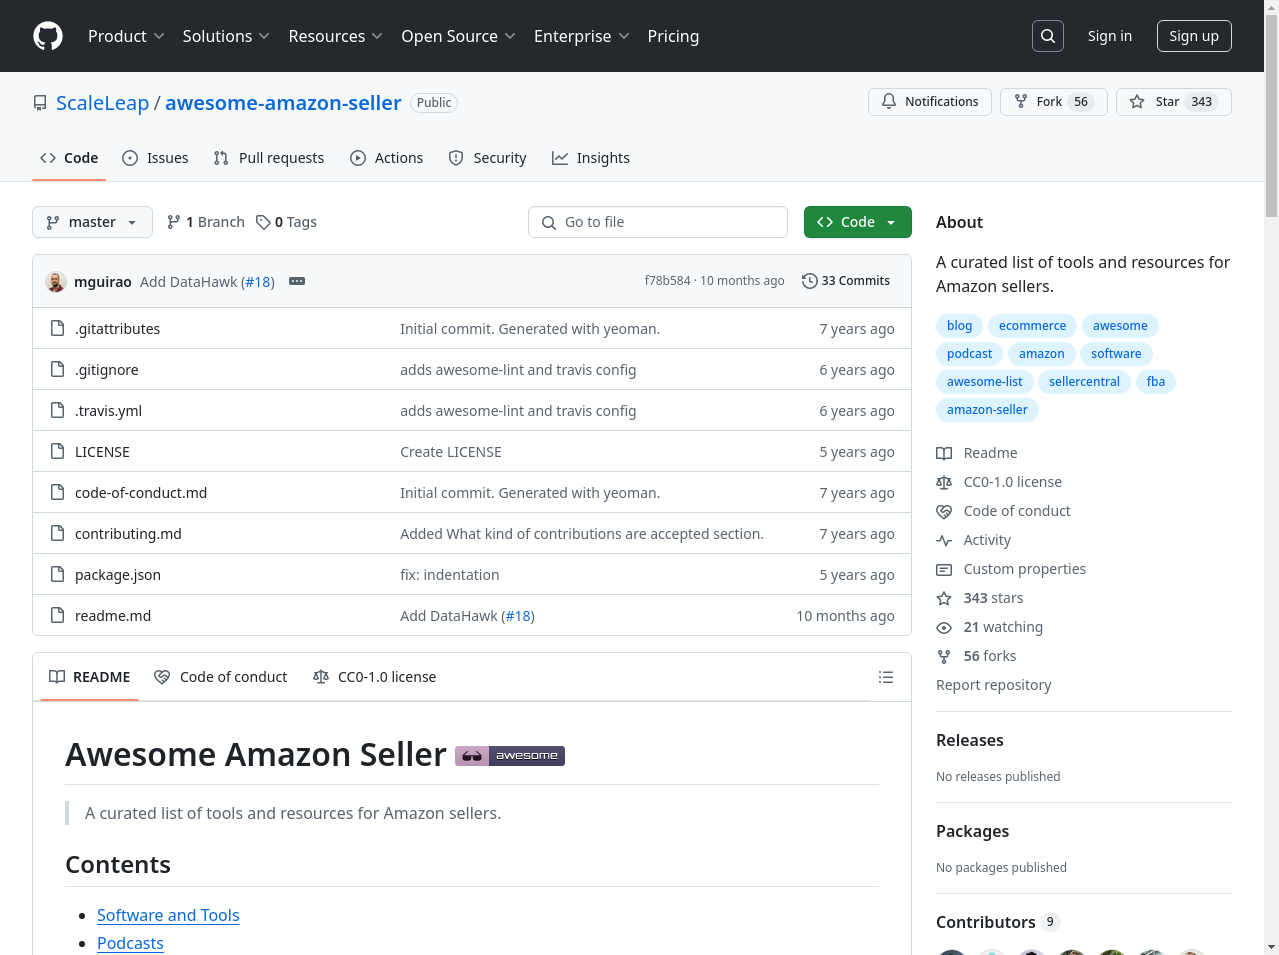 Product Solutions Resources Open Source Enterprise Pricing Sign in Sign up
ScaleLeap / awesome-amazon-seller Public Notifications Fork 56 Star 343
Code Issues Pull requests Actions Security Insights
master 1 Branch 0 Tags Go to file Code
mguirao Add DataHawk (#18) f78b584 · 10 months ago 33 Commits
.gitattributes Initial commit. Generated with yeoman. 7 years ago
.gitignore adds awesome-lint and travis config 6 years ago
.travis.yml adds awesome-lint and travis config 6 years ago
LICENSE Create LICENSE 5 years ago
code-of-conduct.md Initial commit. Generated with yeoman. 7 years ago
contributing.md Added What kind of contributions are accepted section. 7 years ago
package.json fix: indentation 5 years ago
readme.md Add DataHawk (#18) 10 months ago
README Code of conduct CC0-1.0 license
Awesome Amazon Seller awesome
A curated list of tools and resources for Amazon sellers.
Contents
Software and Tools
Podcasts
About
A curated list of tools and resources for
Amazon sellers.
blog ecommerce awesome
podcast amazon software
awesome-list sellercentral fba
amazon-seller
Readme
CC0-1.0 license
Code of conduct
Activity
Custom properties
343 stars
21 watching
56 forks
Report repository
Releases
No releases published
Packages
No packages published
Contributors 9